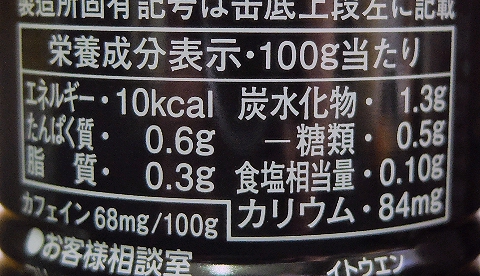 製造所固有記号は缶底上段左に記載
栄養成分表示・100g当たり
エネルギー・10kcal
たんぱく質・0.6g
脂質・0.3g
炭水化物・1.3g
－糖類・0.5g
食塩相当量・0.10g
カリウム・84mg
カフェイン68mg/100g
●お客様相談室
イトウエン